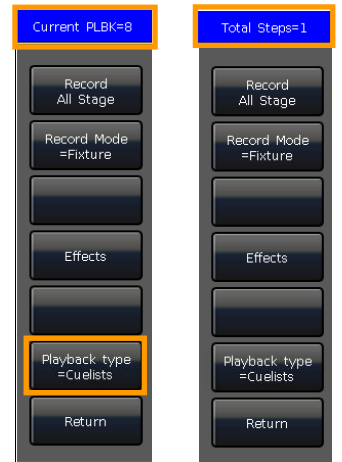 Current PLBK=8
Record
All Stage
Record Mode
=Fixture
Effects
Playback type
=Cuelists
Return
Total Steps=1
Record
All Stage
Record Mode
=Fixture
Effects
Playback type
=Cuelists
Return